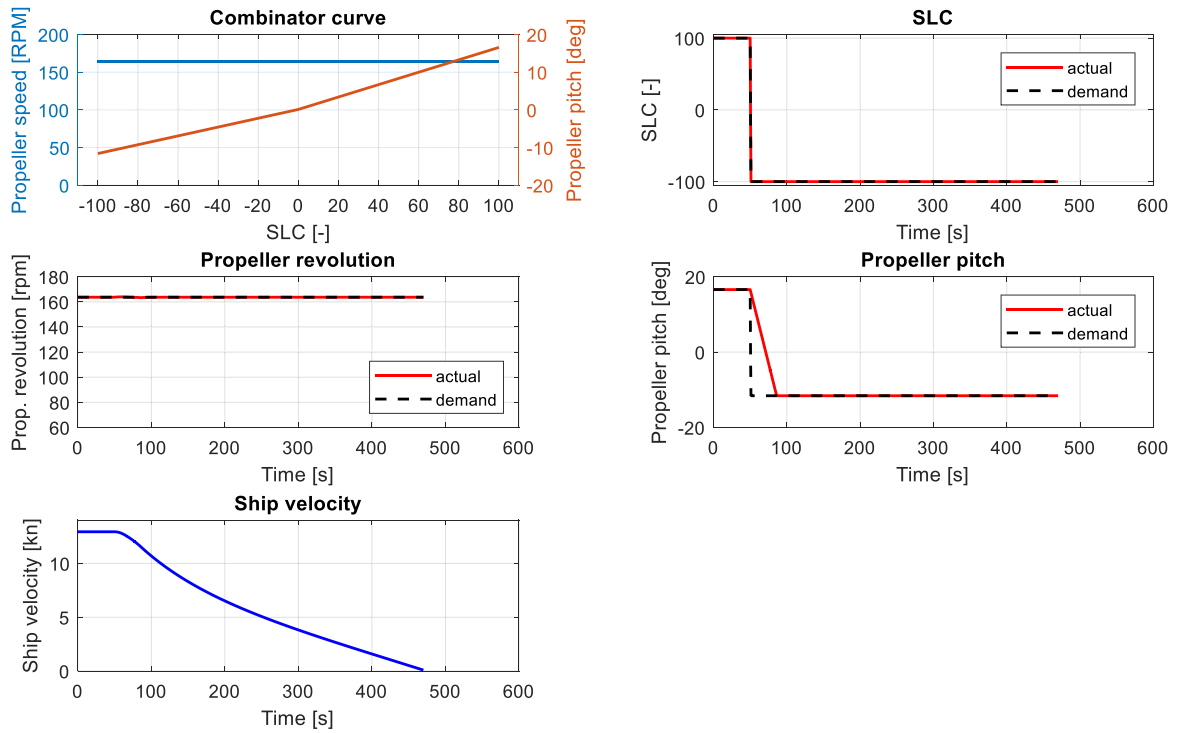 Combinator curve
Propeller speed [RPM]
200
150
100
50
0
20
10
0
-10
-20
Propeller pitch [deg]
-100 -80 -60 -40 -20 0 20 40 60 80 100
SLC [-]
SLC
SLC [-]
100
0
-100
actual
demand
0 100 200 300 400 500 600
Time [s]
Propeller revolution
Prop. revolution [rpm]
180
160
140
120
100
80
60
actual
demand
0 100 200 300 400 500 600
Time [s]
Propeller pitch
Propeller pitch [deg]
20
0
-20
actual
demand
0 100 200 300 400 500 600
Time [s]
Ship velocity
Ship velocity [kn]
10
5
0
0 100 200 300 400 500 600
Time [s]